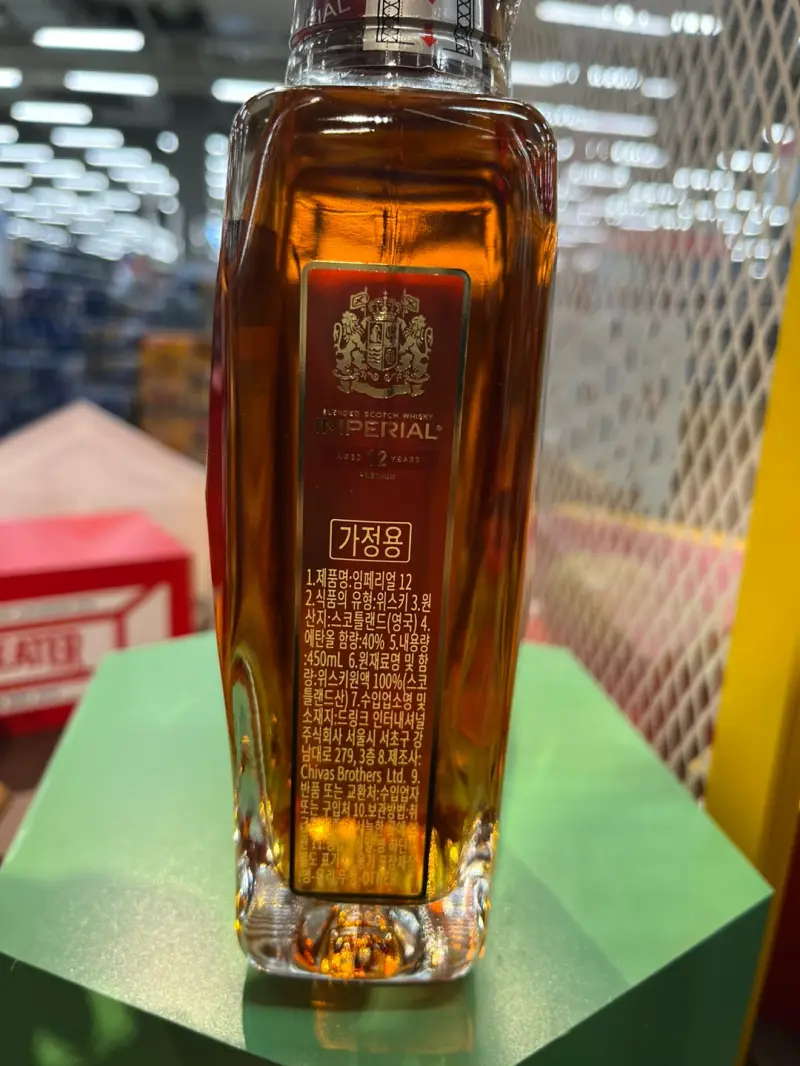 IMPERIAL
BLENDED SCOTCH WHISKY
IMPERIAL®
AGED 12 YEARS
가정용
1.제품명:임페리얼 12
2.식품의 유형:위스키 3.원
산지:스코틀랜드(영국) 4.
에탄올 함량:40% 5.내용량
:450mL 6.원재료명 및 함
량:위스키원액 100%(스코
틀랜드산) 7.수입업소명 및
소재지:드링크 인터내셔널
주식회사 서울시 서초구 강
남대로 279, 3층 8.제조사:
Chivas Brothers Ltd. 9.
반품 또는 교환처:수입업자
또는 구입처 10.보관방법:취